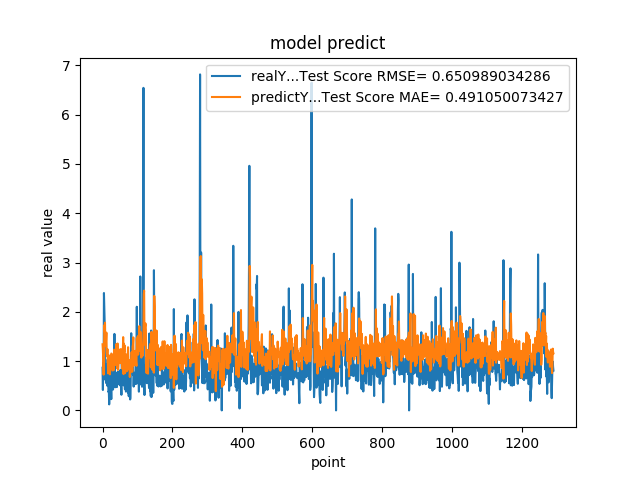 model predict
realY...Test Score RMSE= 0.650989034286
predictY...Test Score MAE= 0.491050073427
real value
7
6
5
4
3
2
1
0
0 200 400 600 800 1000 1200
point